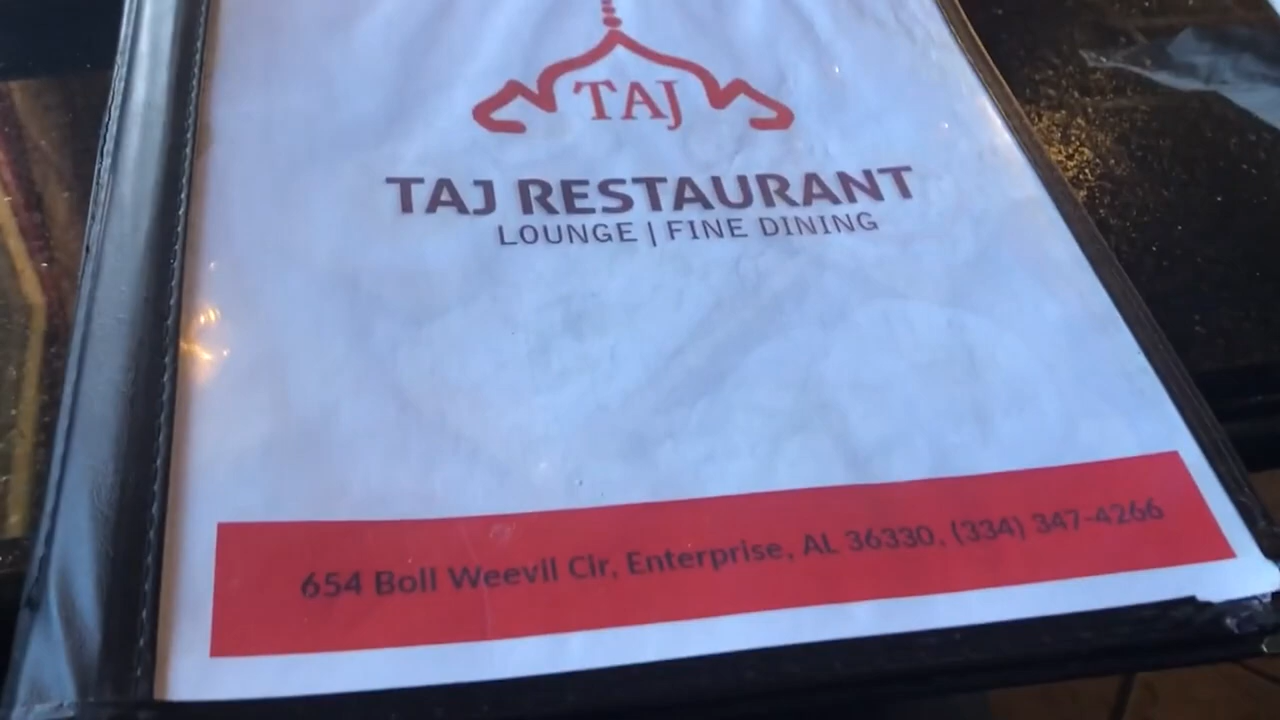 TAJ
TAJ RESTAURANT
LOUNGE | FINE DINING
654 Boll Weevil Cir, Enterprise, AL 36330, (334) 347-4266